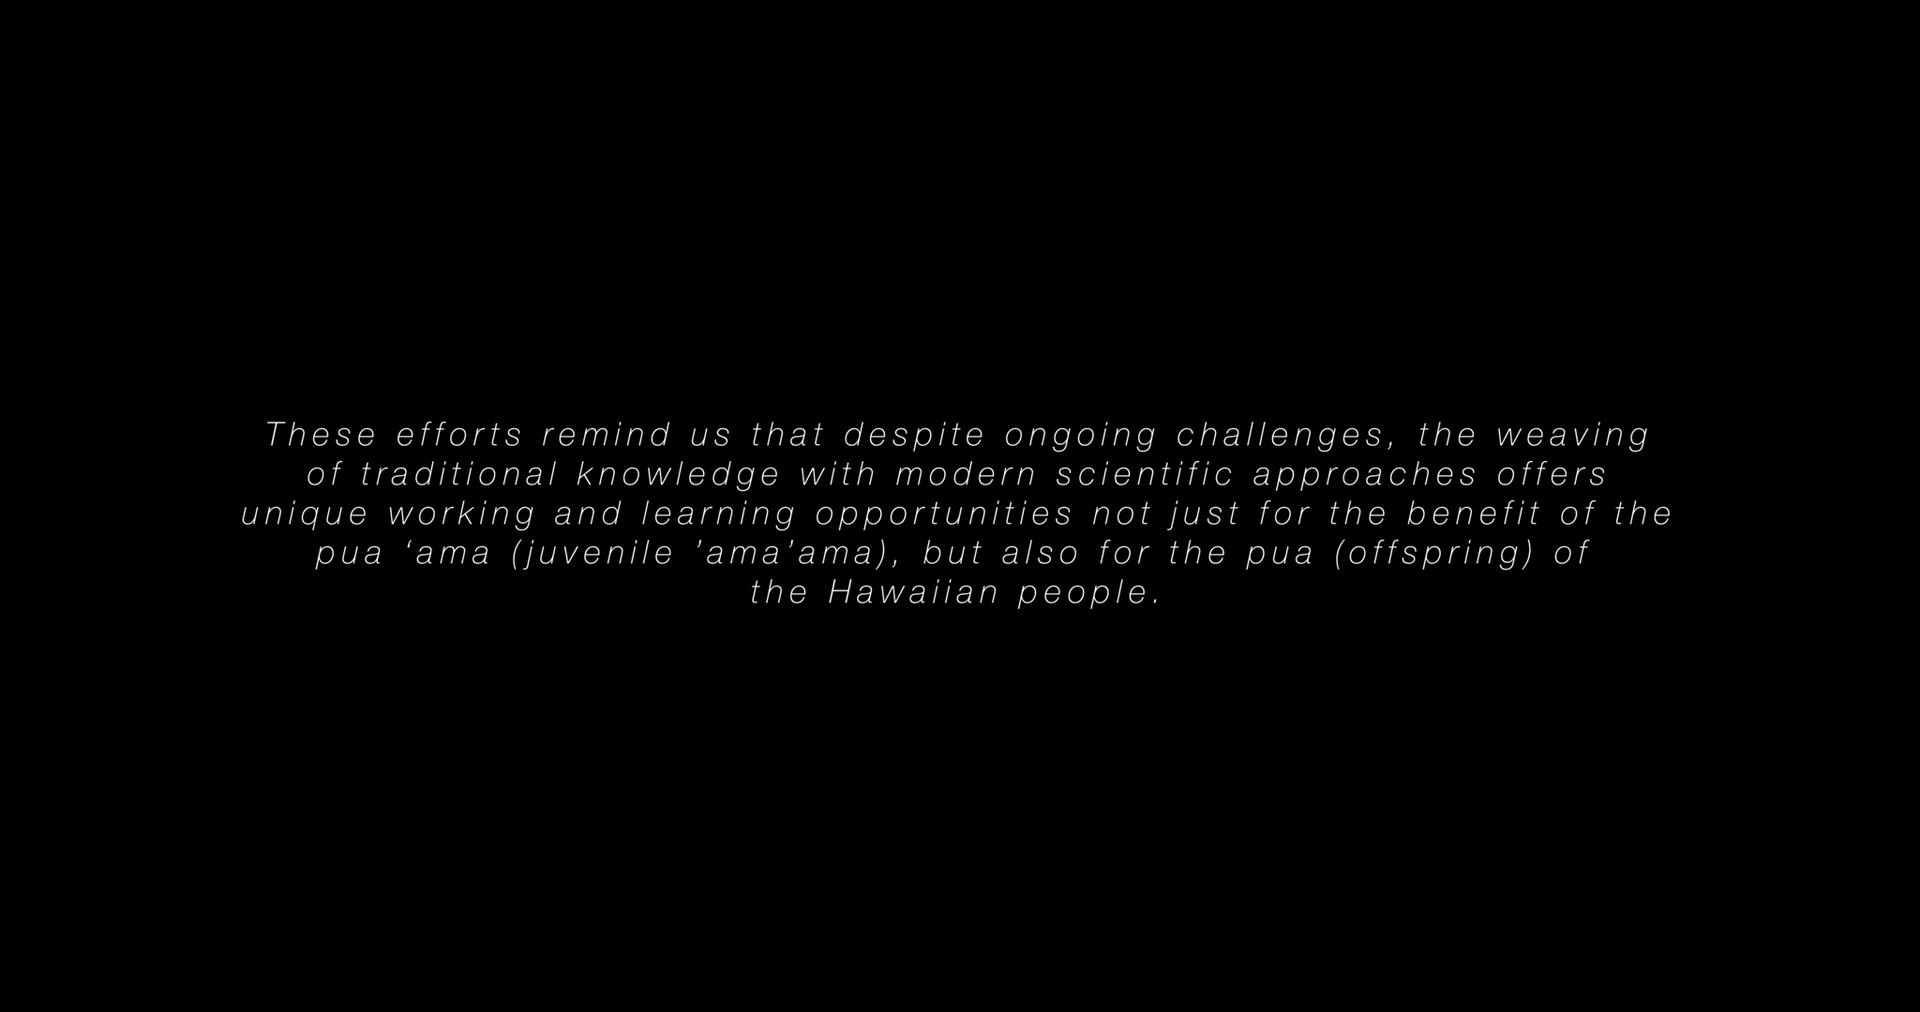 These efforts remind us that despite ongoing challenges, the weaving
of traditional knowledge with modern scientific approaches offers
unique working and learning opportunities not just for the benefit of the
pua ‘ama (juvenile ’ama’ama), but also for the pua (offspring) of
the Hawaiian people.